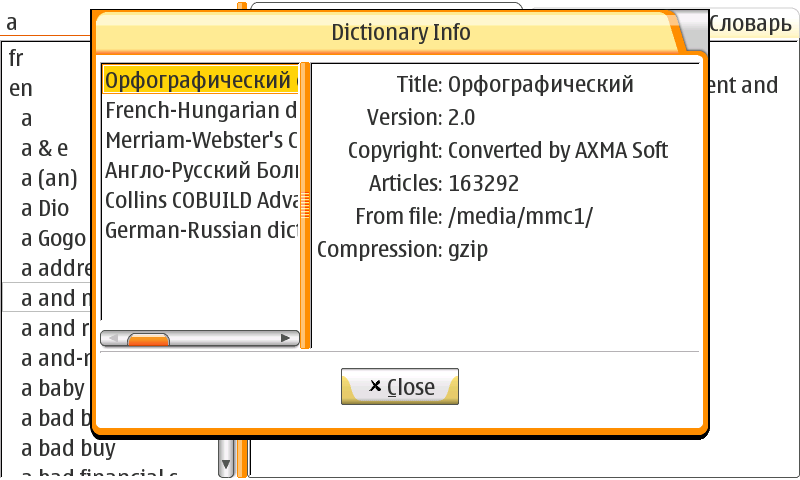 a
Словарь
fr
en
a
a & e
a (an)
a Dio
a Gogo
a addre
a and
a and r
a and-
a baby
a bad b
a bad buy
a bad financial s
ent and
Dictionary Info
Орфографический
French-Hungarian d
Merriam-Webster's C
Англо-Русский Бол
Collins COBUILD Adva
German-Russian dict
Title: Орфографический
Version: 2.0
Copyright: Converted by AXMA Soft
Articles: 163292
From file: /media/mmc1/
Compression: gzip
Close